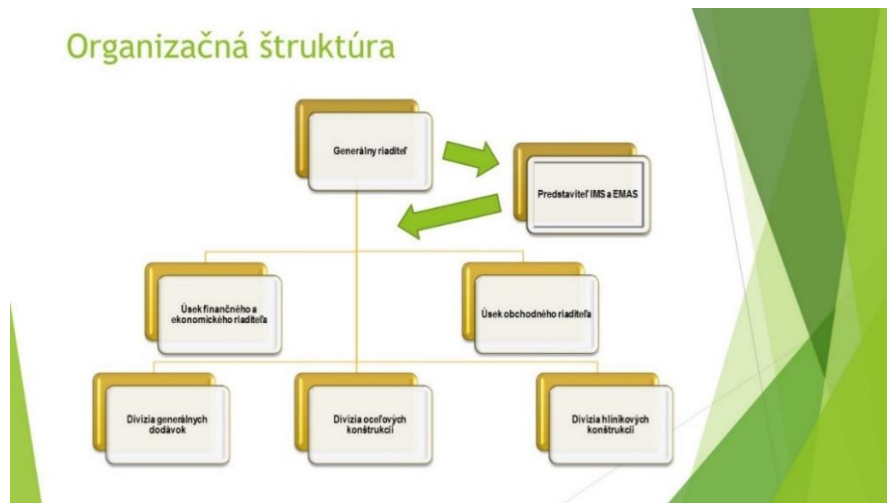 Organizačná štruktúra
Generálny riaditeľ
Predstaviteľ IMS a EMAS
Úsek finančného a
ekonomického riaditeľa
Úsek obchodného riaditeľa
Divízia generálnych
dodávok
Divízia oceľových
konštrukcií
Divízia hliníkových
konštrukcií